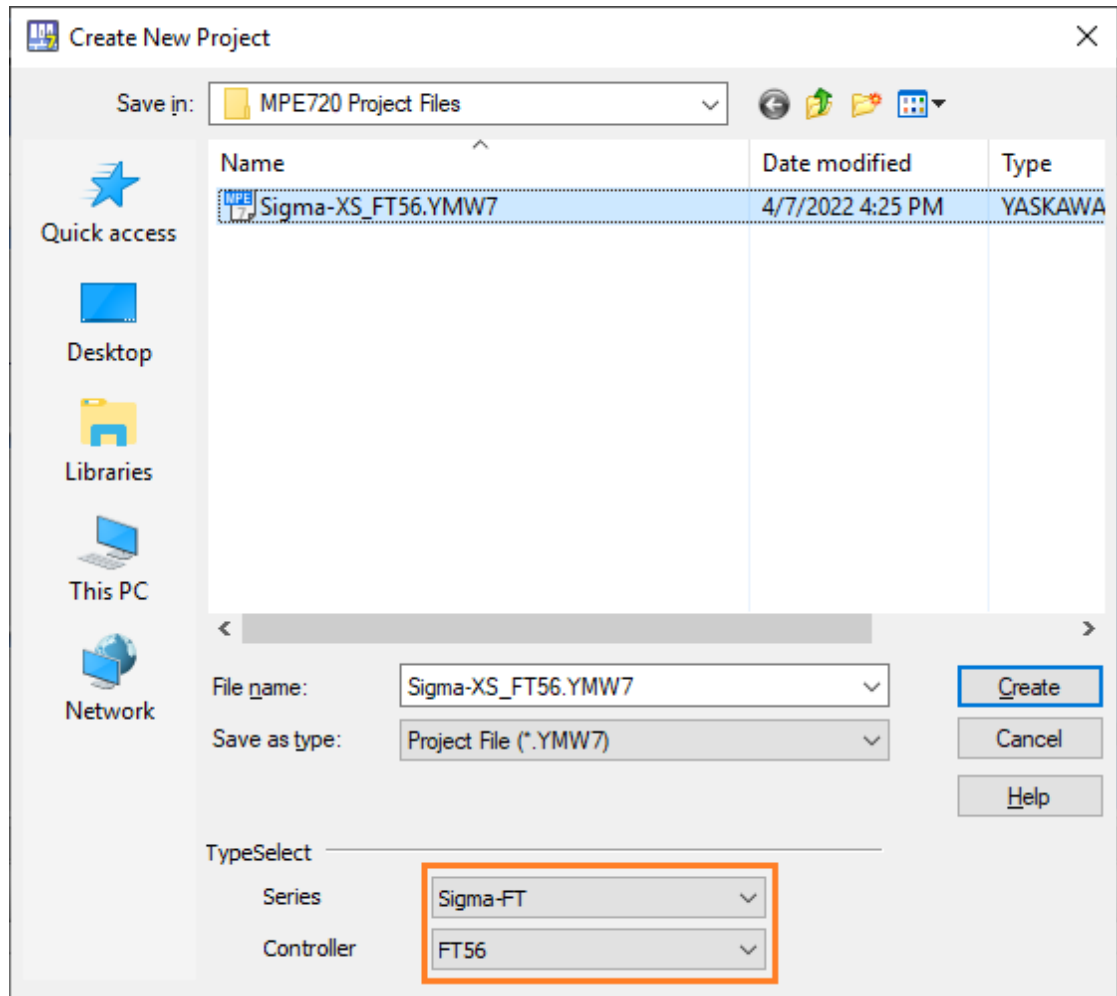 Create New Project
Save in:
MPE720 Project Files
Name
Date modified
Type
Sigma-XS_FT56.YMW7
4/7/2022 4:25 PM
YASKAWA
Quick access
Desktop
Libraries
This PC
Network
File name:
Sigma-XS_FT56.YMW7
Create
Save as type:
Project File (*.YMW7)
Cancel
Help
TypeSelect
Series
Sigma-FT
Controller
FT56